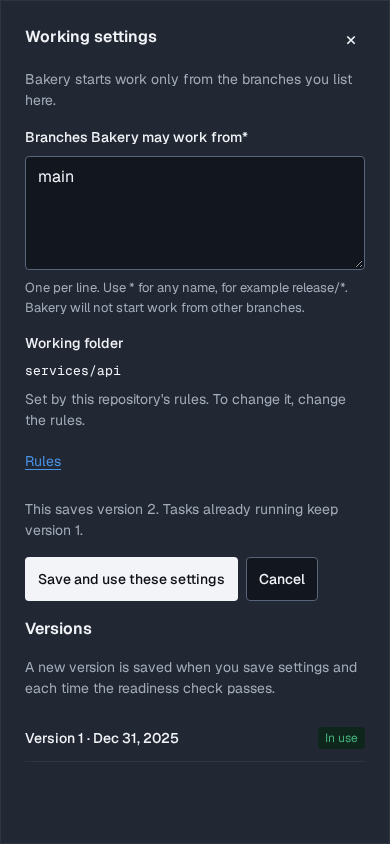 Working settings
×
Bakery starts work only from the branches you list
here.
Branches Bakery may work from*
main
One per line. Use * for any name, for example release/*.
Bakery will not start work from other branches.
Working folder
services/api
Set by this repository's rules. To change it, change
the rules.
Rules
This saves version 2. Tasks already running keep
version 1.
Save and use these settings
Cancel
Versions
A new version is saved when you save settings and
each time the readiness check passes.
Version 1 · Dec 31, 2025
In use